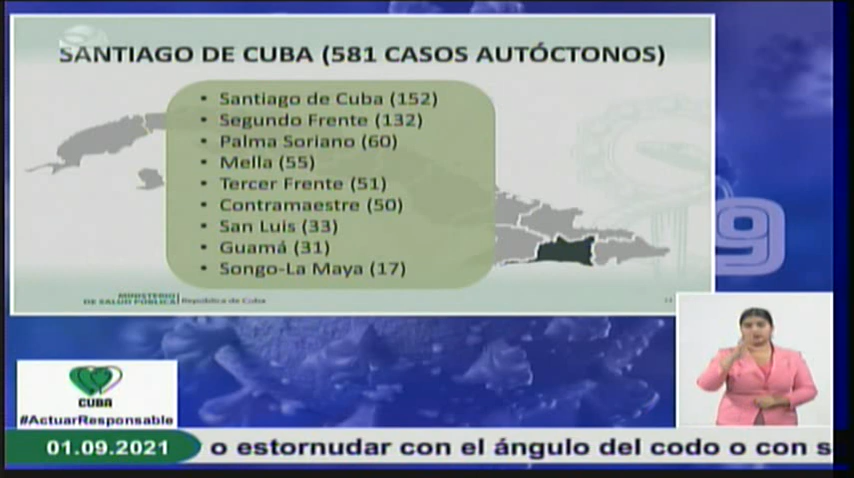 SANTIAGO DE CUBA (581 CASOS AUTÓCTONOS)
• Santiago de Cuba (152)
• Segundo Frente (132)
• Palma Soriano (60)
• Mella (55)
• Tercer Frente (51)
• Contramaestre (50)
• San Luis (33)
• Guamá (31)
• Songo-La Maya (17)
MINISTERIO
DE SALUD PÚBLICA
República de Cuba
9
CUBA
#ActuarResponsable
01.09.2021
o estornudar con el ángulo del codo o con s